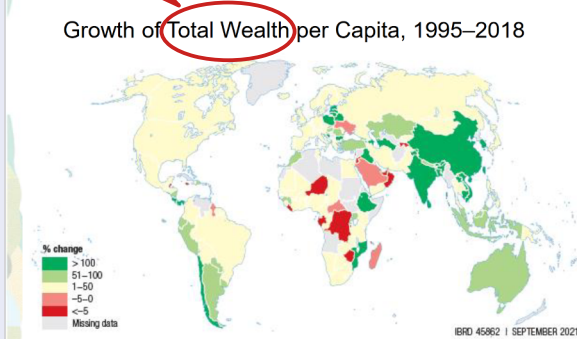 Growth of Total Wealth per Capita, 1995–2018
% change
> 100
51–100
1–50
–5–0
<–5
Missing data
IBRD 45862 | SEPTEMBER 2021